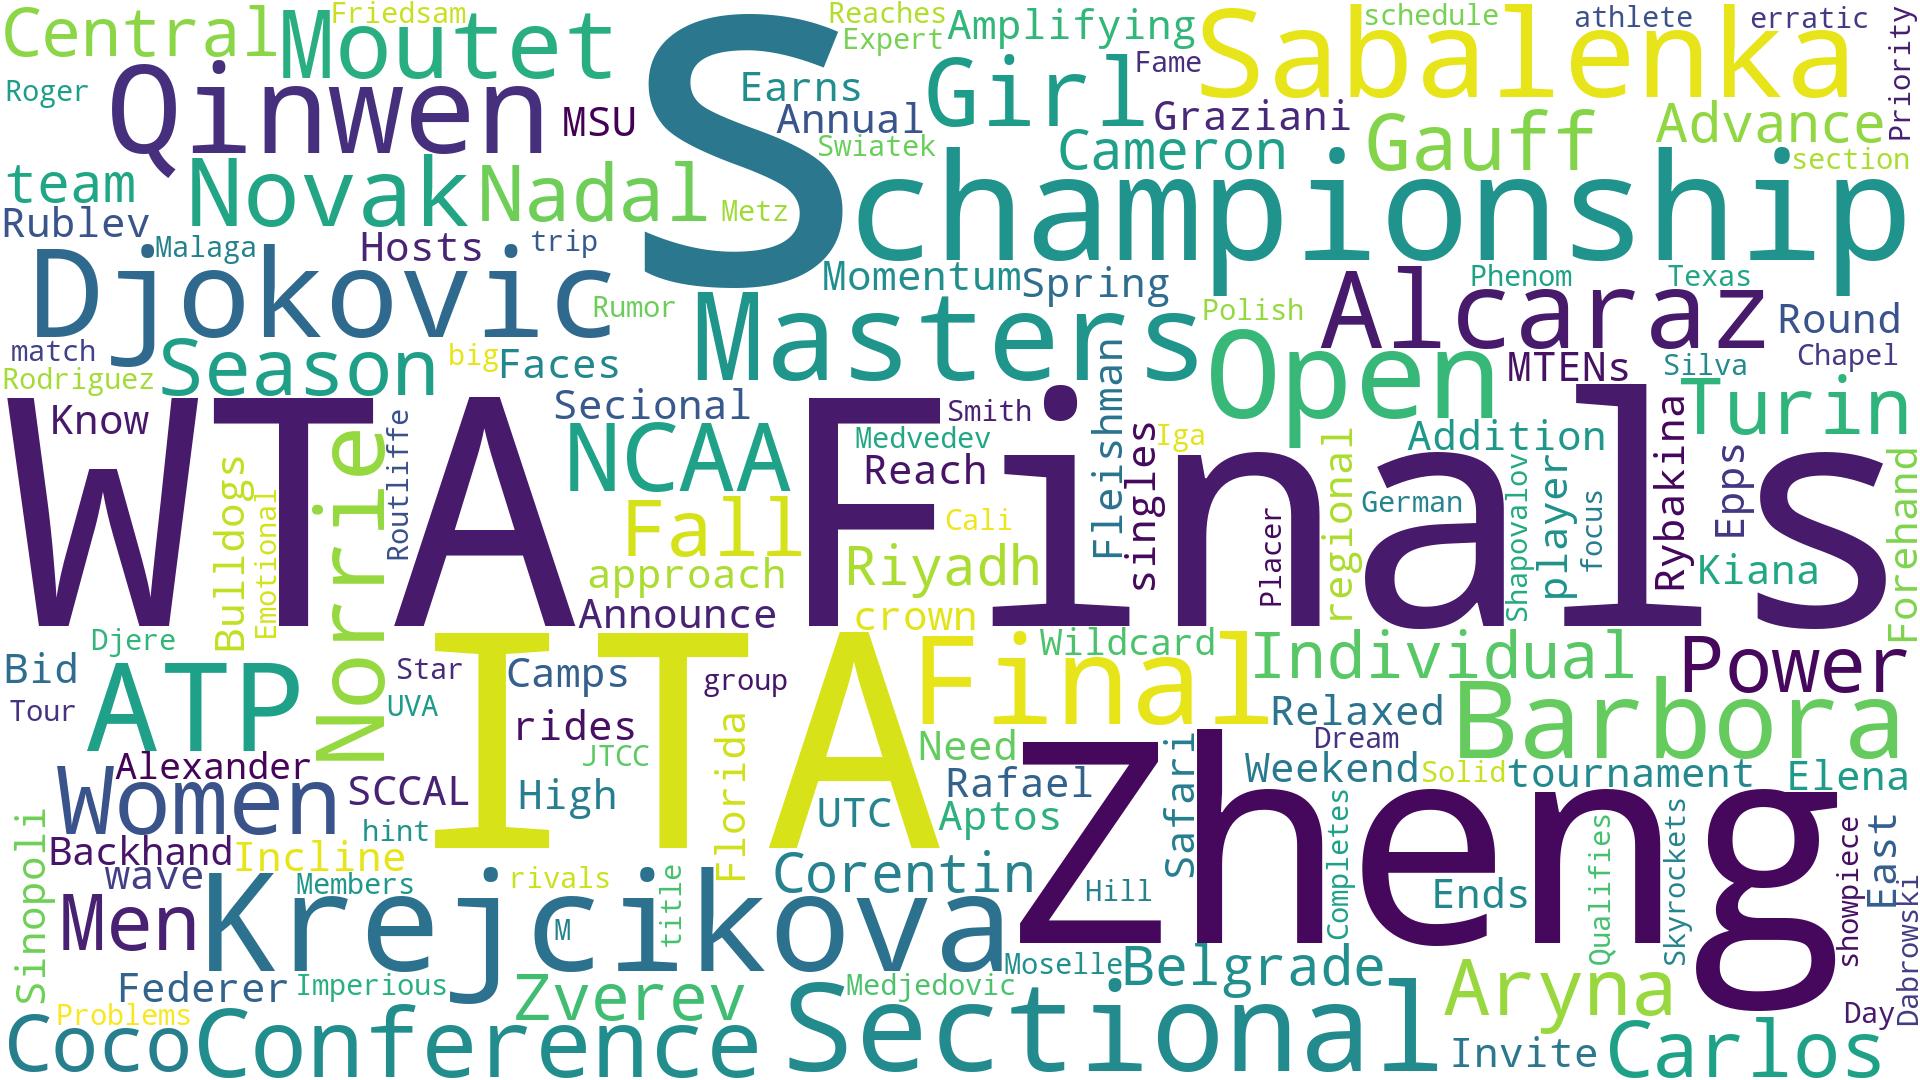 Central
Moutet
Friedsam
S
Reaches
Expert
Amplifying
Sabalenka
schedule
athlete
erratic
Priority
Roger
Qinwen
MSU
Earns
Annual
Swiatek
Girl
Fame
Graziani
Cameron
Gauff
Advance
section
team
Novak
Nadal
Metz
championship
Rublev
Malaga
Hosts
trip
Djokovic
Rumor
Momentum
Spring
Masters
Polish
Alcaraz
Phenom
Texas
Round
match
Rodriguez
Season
big
Faces
Open
MTENs
Silva
Chapel
Turin
Know
WTA Finals
Secional
Smith
NCAA
Medvedev
Reach
Fleishman
Iga
singles
Addition
Bulldogs
Emotional
Norrie
Routliffe
Fall
Cali
approach
Riyadh
Announce
crown
Placer
regional
German
Shapovalov
player
focus
Rybakina
Epps
Kiana
Forehand
Djere
Bid
Tour
ATP
Star
UVA
ITA
Camps
rides
JTCC
group
Final
Wildcard
Individual
Power
Barbora
Relaxed
Dream
Need
Florida
Alexander
Women
SCCAL
High
hint
UTC
Rafael
Aptos
Safari
Zheng
Weekend
Solid
tournament
Elena
Sinopoli
Backhand
Incline
wave
Members
rivals
Men
Krejcikova
M
title
Corentin
Hill
Completes
Ends
Qualifies
Skyrockets
showpiece
East
Dabrowski
Federer
Imperious
Problems
Zverev
Medjedovic
Moselle
Belgrade
Aryna
Day
Coco
Conference
Sectional
Invite
Carlos